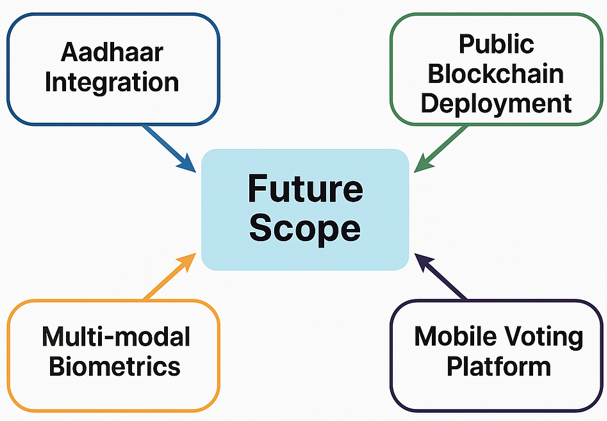 Aadhaar
Integration
Public
Blockchain
Deployment
Future
Scope
Multi-modal
Biometrics
Mobile Voting
Platform